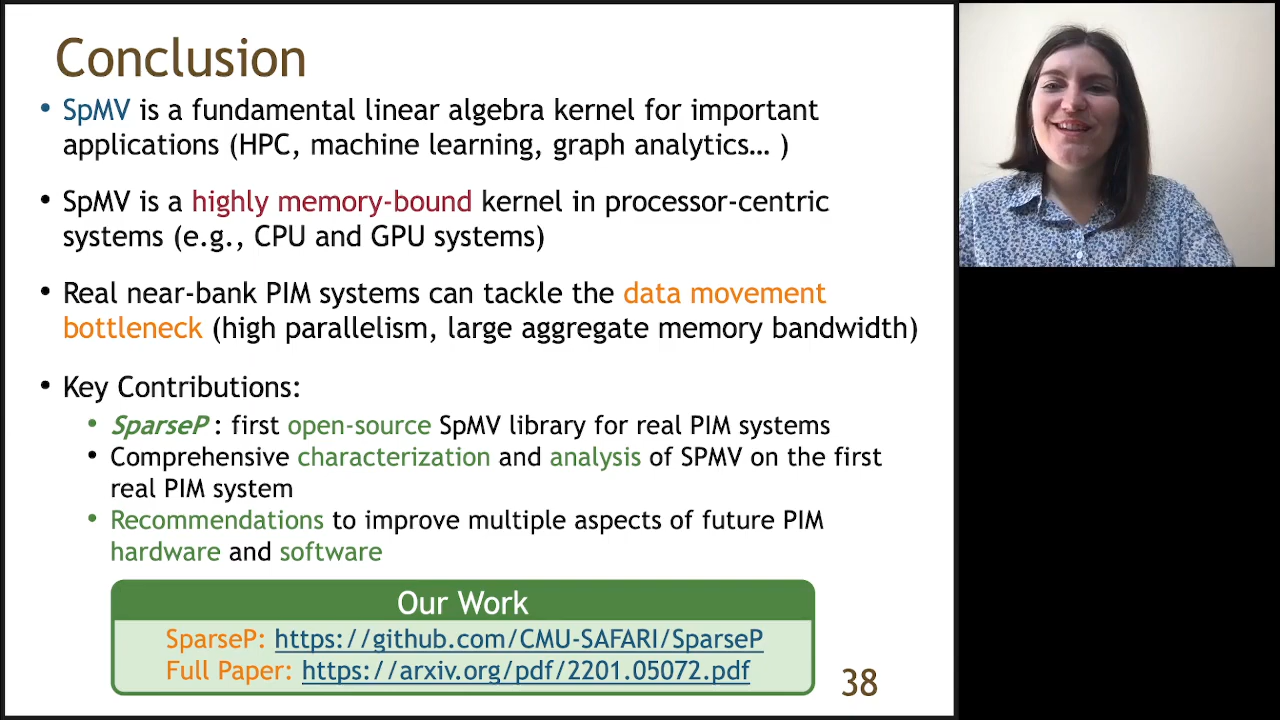 Conclusion
• SpMV is a fundamental linear algebra kernel for important
applications (HPC, machine learning, graph analytics… )
• SpMV is a highly memory-bound kernel in processor-centric
systems (e.g., CPU and GPU systems)
• Real near-bank PIM systems can tackle the data movement
bottleneck (high parallelism, large aggregate memory bandwidth)
• Key Contributions:
• SparseP : first open-source SpMV library for real PIM systems
• Comprehensive characterization and analysis of SPMV on the first
real PIM system
• Recommendations to improve multiple aspects of future PIM
hardware and software
Our Work
SparseP: https://github.com/CMU-SAFARI/SparseP
Full Paper: https://arxiv.org/pdf/2201.05072.pdf
38